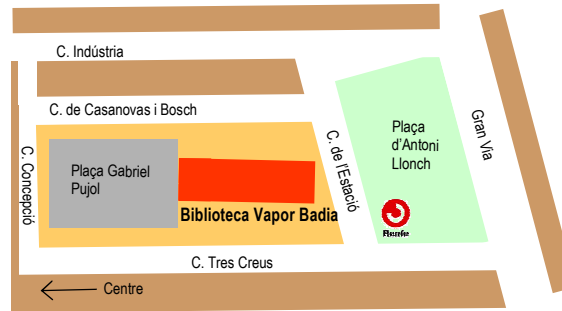 C. Indústria
C. de Casanovas i Bosch
C. Concepció
Plaça Gabriel
Pujol
Biblioteca Vapor Badia
C. de l'Estació
Plaça
d'Antoni
Llonch
Gran Via
Renfe
C. Tres Creus
Centre